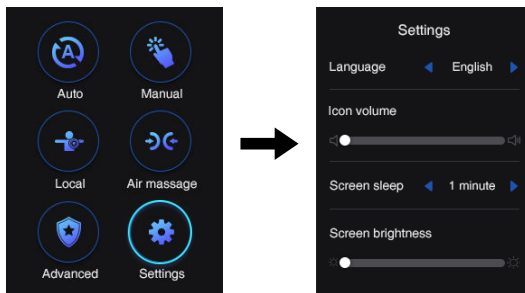 A
Auto
Manual
Local
Air massage
Advanced
Settings
Settings
Language English
Icon volume
Screen sleep 1 minute
Screen brightness